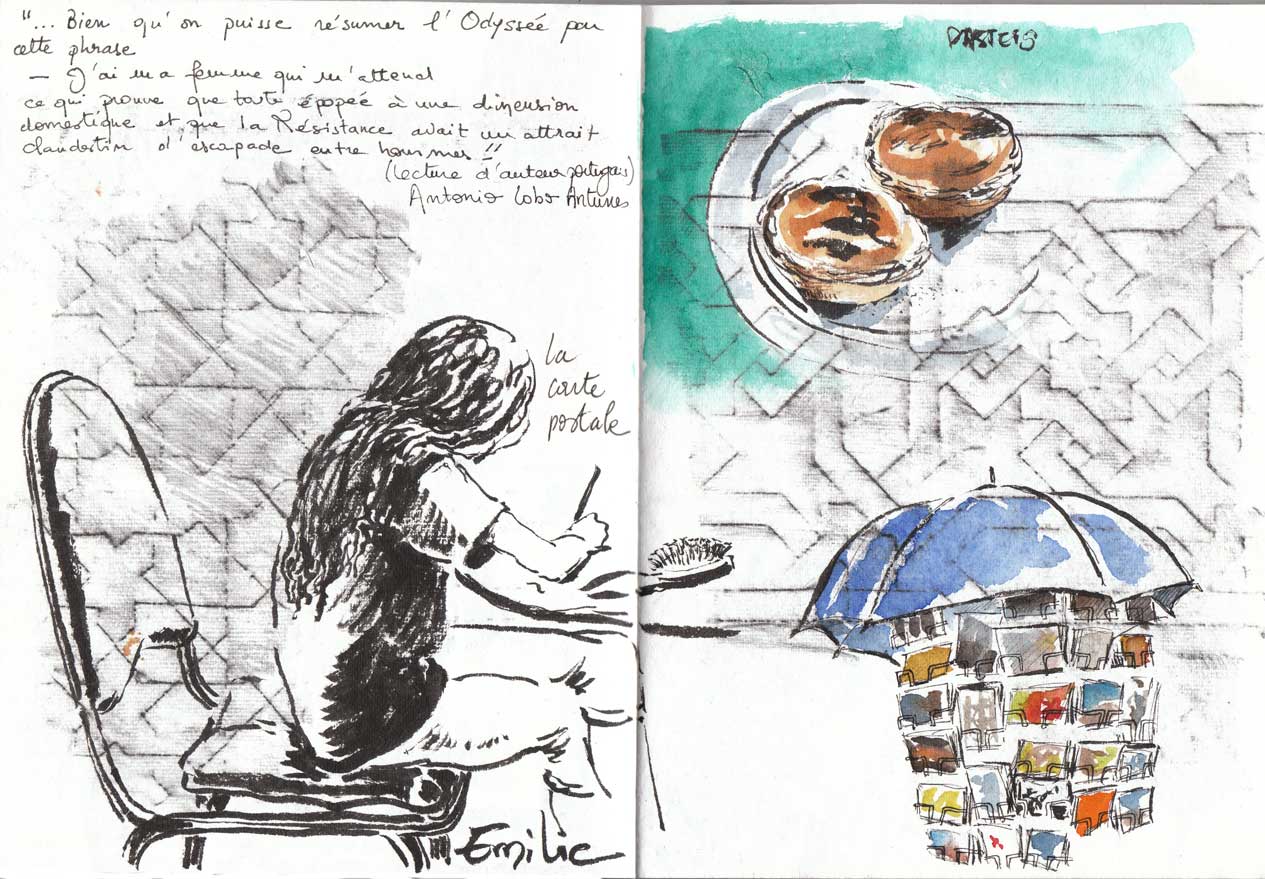 "... Bien qu'on puisse résumer l'Odyssée par
cette phrase
— J'ai ma femme qui m'attend
ce qui prouve que toute épopée à une dimension
domestique et que la Résistance avait un attrait
clandestin d'escapade entre hommes"
(lecture d'auteur portugais)
Antonio Lobo Antunes
la
carte
postale
Emilie
PASTEIS